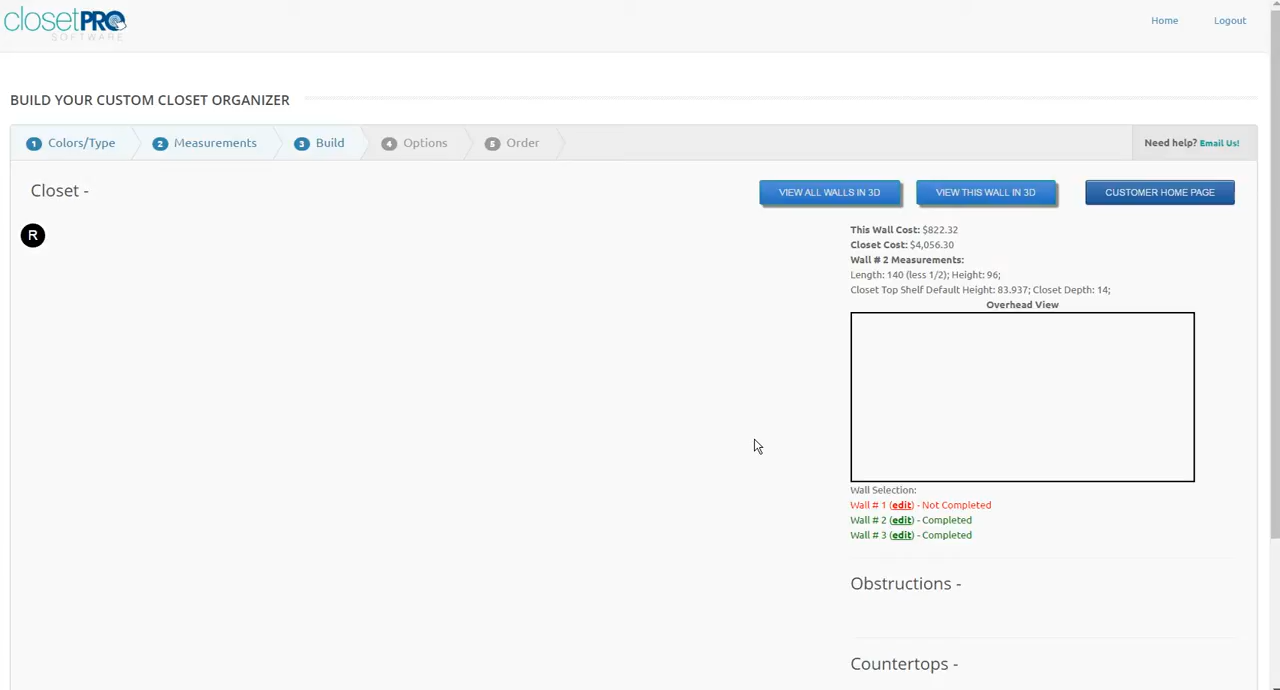 closetPRO
SOFTWARE
Home
Logout
BUILD YOUR CUSTOM CLOSET ORGANIZER
1 Colors/Type
2 Measurements
3 Build
4 Options
5 Order
Need help? Email Us!
Closet -
VIEW ALL WALLS IN 3D
VIEW THIS WALL IN 3D
CUSTOMER HOME PAGE
R
This Wall Cost: $822.32
Closet Cost: $4,056.30
Wall # 2 Measurements:
Length: 140 (less 1/2); Height: 96;
Closet Top Shelf Default Height: 83.937; Closet Depth: 14;
Overhead View
Wall Selection:
Wall # 1 (edit) - Not Completed
Wall # 2 (edit) - Completed
Wall # 3 (edit) - Completed
Obstructions -
Countertops -